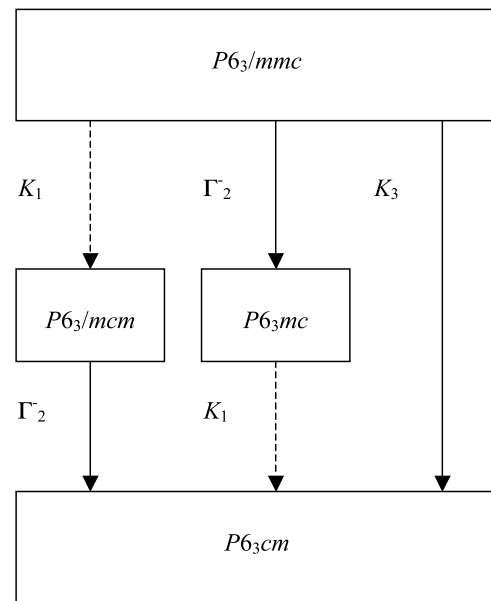 P6₃/mmc
K₁ Γ⁻₂ K₃
P6₃/mcm P6₃mc
Γ⁻₂ K₁
P6₃cm